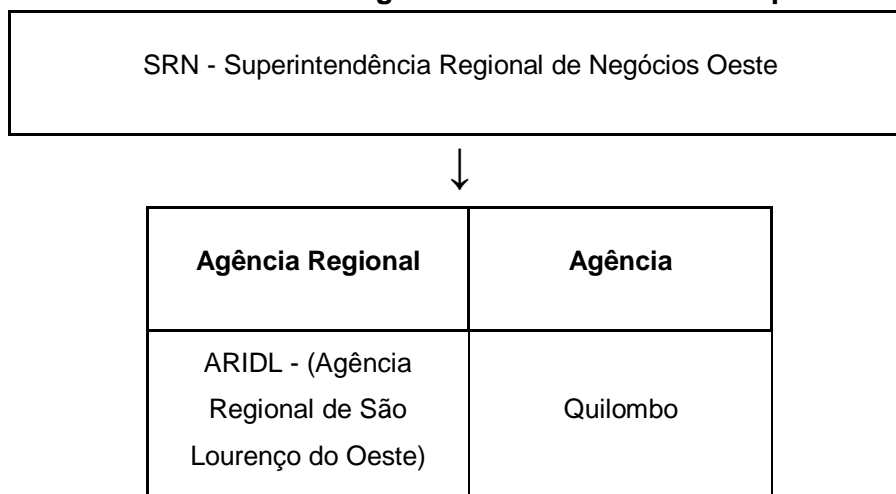 SRN - Superintendência Regional de Negócios Oeste
↓
Agência Regional
Agência
ARIDL - (Agência
Regional de São
Lourenço do Oeste)
Quilombo